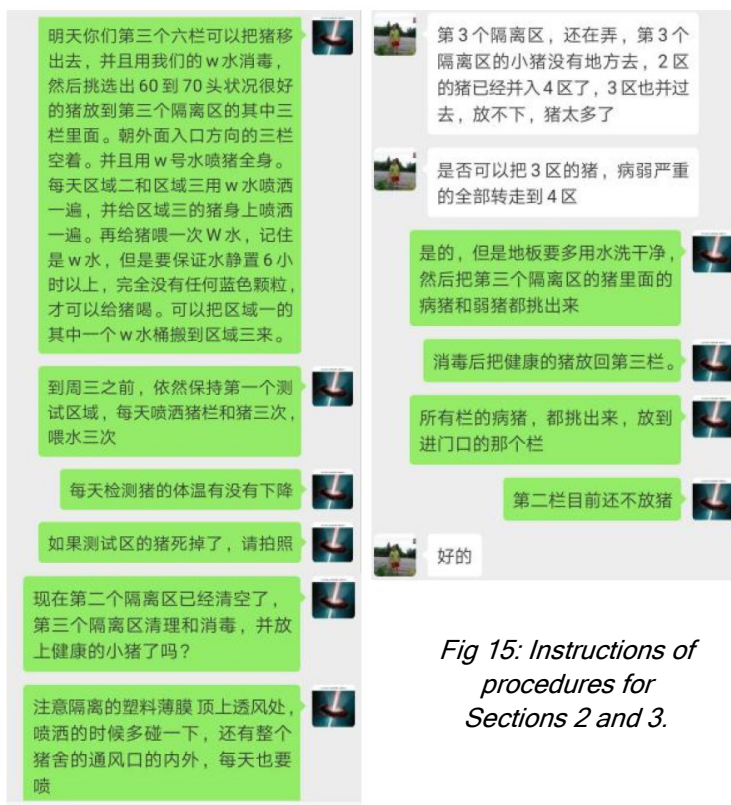 明天你们第三个六栏可以把猪移
出去，并且用我们的w水消毒，
然后挑选出60到70头状况很好
的猪放到第三个隔离区的其中三
栏里面。朝外面入口方向的三栏
空着。并且用w号水喷猪全身。
每天区域二和区域三用w水喷洒
一遍，并给区域三的猪身上喷洒
一遍。再给猪喂一次W水，记住
是w水，但是要保证水静置6小
时以上，完全没有任何蓝色颗粒，
才可以给猪喝。可以把区域一的
其中一个w水桶搬到区域三来。
到周三之前，依然保持第一个测
试区域，每天喷洒猪栏和猪三次，
喂水三次
每天检测猪的体温有没有下降
如果测试区的猪死掉了，请拍照
现在第二个隔离区已经清空了，
第三个隔离区清理和消毒，并放
上健康的小猪了吗？
注意隔离的塑料薄膜 顶上透风处，
喷洒的时候多碰一下，还有整个
猪舍的通风口的内外，每天也要
喷
第3个隔离区，还在弄，第3个
隔离区的小猪没有地方去，2区
的猪已经并入4区了，3区也并过
去，放不下，猪太多了
是否可以把3区的猪，病弱严重
的全部转走到4区
是的，但是地板要多用水洗干净，
然后把第三个隔离区的猪里面的
病猪和弱猪都挑出来
消毒后把健康的猪放回第三栏。
所有栏的病猪，都挑出来，放到
进门口的那个栏
第二栏目前还不放猪
好的
Fig 15: Instructions of
procedures for
Sections 2 and 3.